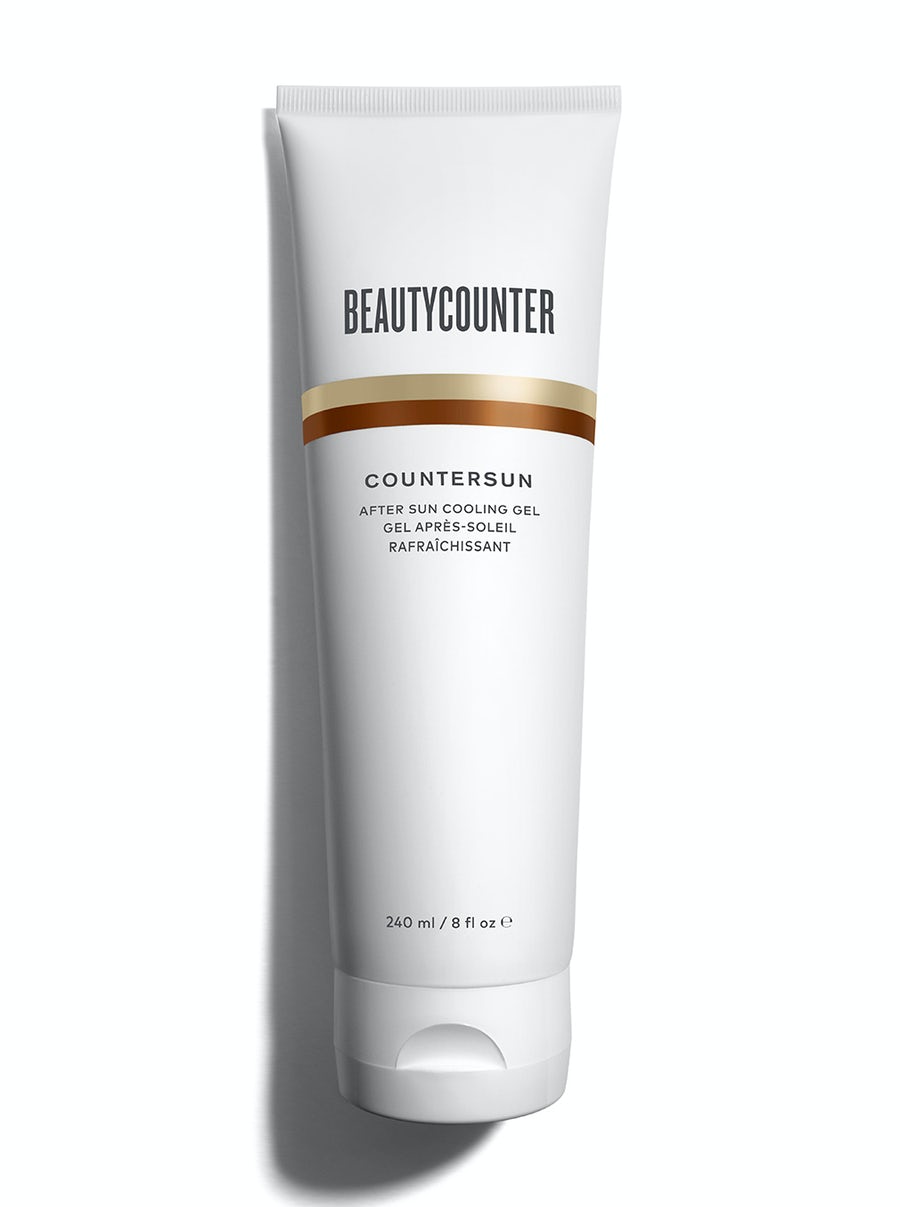 BEAUTYCOUNTER
COUNTERSUN
AFTER SUN COOLING GEL
GEL APRÈS-SOLEIL
RAFRAÎCHISSANT
240 ml / 8 fl oz ℮